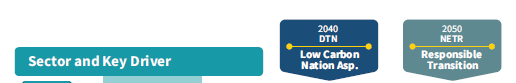 2040
DTN
Low Carbon
Nation Asp.
2050
NETR
Responsible
Transition
Sector and Key Driver